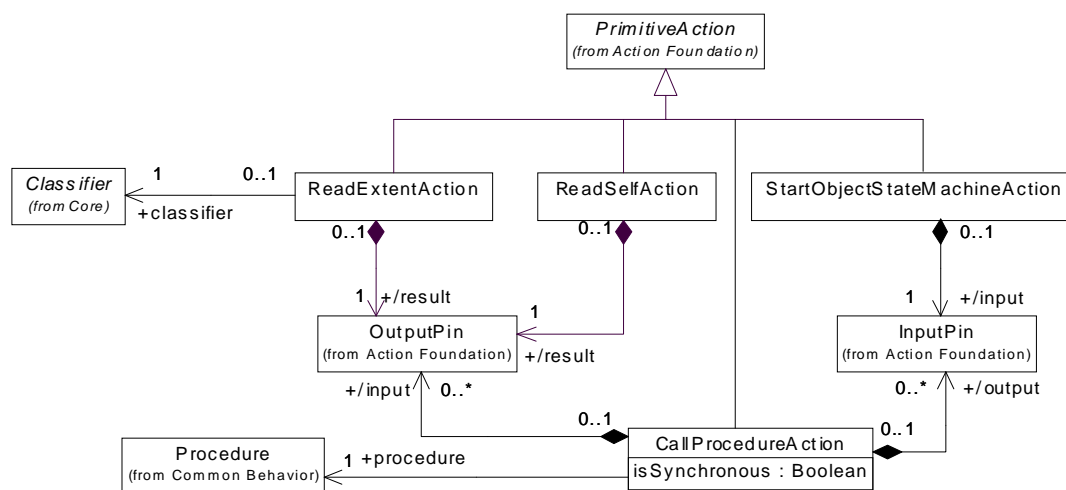 PrimitiveAction
(from Action Foundation)
Classifier
(from Core)
1
0..1
+classifier
ReadExtentAction
ReadSelfAction
StartObjectStateMachineAction
0..1
0..1
0..1
1
+/result
1
+/result
1
+/input
OutputPin
(from Action Foundation)
InputPin
(from Action Foundation)
+/input
0..*
0..*
+/output
0..1
0..1
CallProcedureAction
isSynchronous : Boolean
Procedure
(from Common Behavior)
1
+procedure